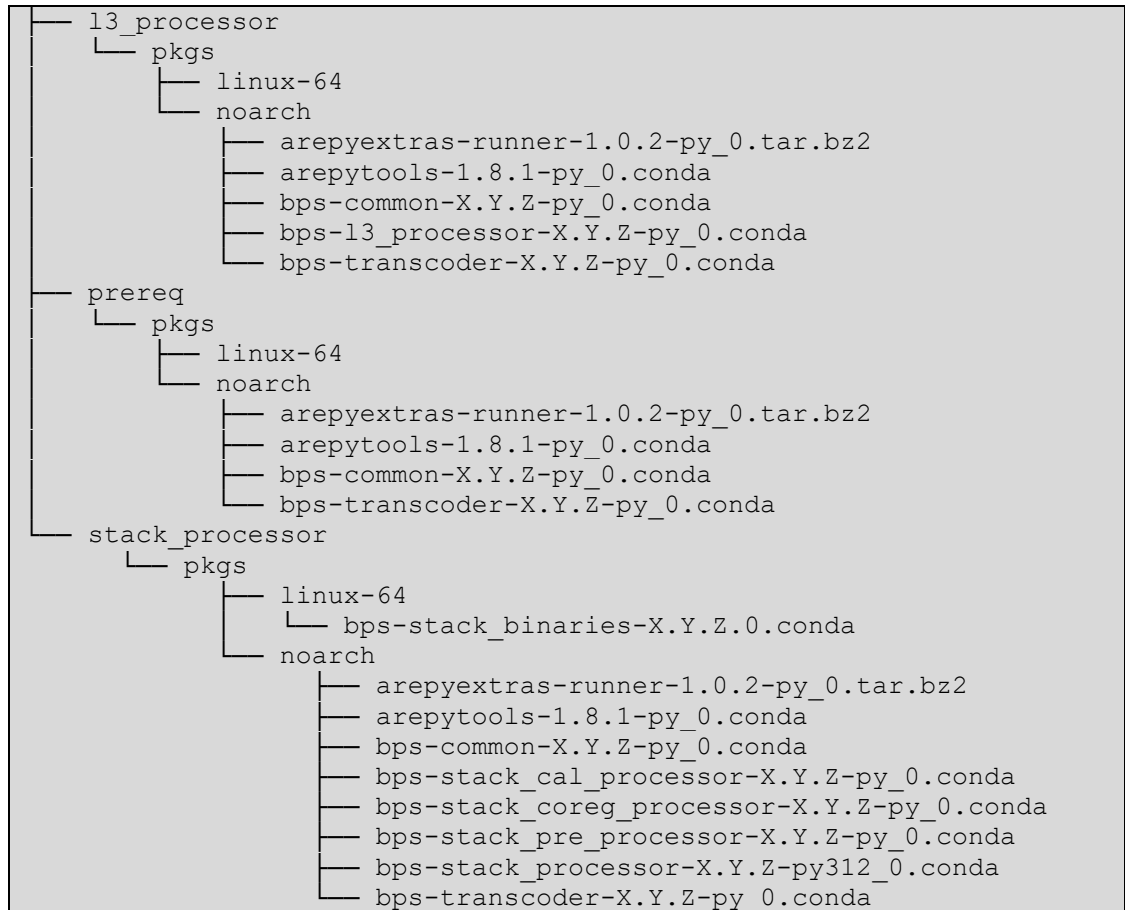 ├── l3_processor
│   └── pkgs
│       ├── linux-64
│       └── noarch
│           ├── arepyextras-runner-1.0.2-py_0.tar.bz2
│           ├── arepytools-1.8.1-py_0.conda
│           ├── bps-common-X.Y.Z-py_0.conda
│           ├── bps-l3_processor-X.Y.Z-py_0.conda
│           └── bps-transcoder-X.Y.Z-py_0.conda
├── prereq
│   └── pkgs
│       ├── linux-64
│       └── noarch
│           ├── arepyextras-runner-1.0.2-py_0.tar.bz2
│           ├── arepytools-1.8.1-py_0.conda
│           ├── bps-common-X.Y.Z-py_0.conda
│           └── bps-transcoder-X.Y.Z-py_0.conda
└── stack_processor
    └── pkgs
        ├── linux-64
        │   └── bps-stack_binaries-X.Y.Z.0.conda
        └── noarch
            ├── arepyextras-runner-1.0.2-py_0.tar.bz2
            ├── arepytools-1.8.1-py_0.conda
            ├── bps-common-X.Y.Z-py_0.conda
            ├── bps-stack_cal_processor-X.Y.Z-py_0.conda
            ├── bps-stack_coreg_processor-X.Y.Z-py_0.conda
            ├── bps-stack_pre_processor-X.Y.Z-py_0.conda
            ├── bps-stack_processor-X.Y.Z-py312_0.conda
            └── bps-transcoder-X.Y.Z-py_0.conda